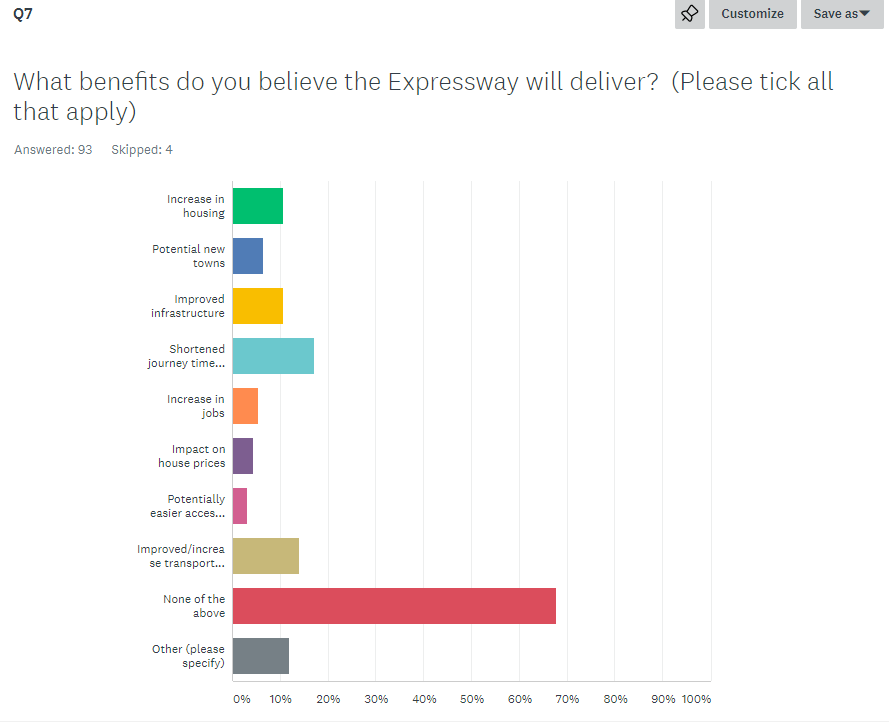 Q7
Customize
Save as
What benefits do you believe the Expressway will deliver?  (Please tick all
that apply)
Answered: 93 Skipped: 4
Increase in
housing
Potential new
towns
Improved
infrastructure
Shortened
journey time...
Increase in
jobs
Impact on
house prices
Potentially
easier acces...
Improved/increa
se transport...
None of the
above
Other (please
specify)
0% 10% 20% 30% 40% 50% 60% 70% 80% 90% 100%